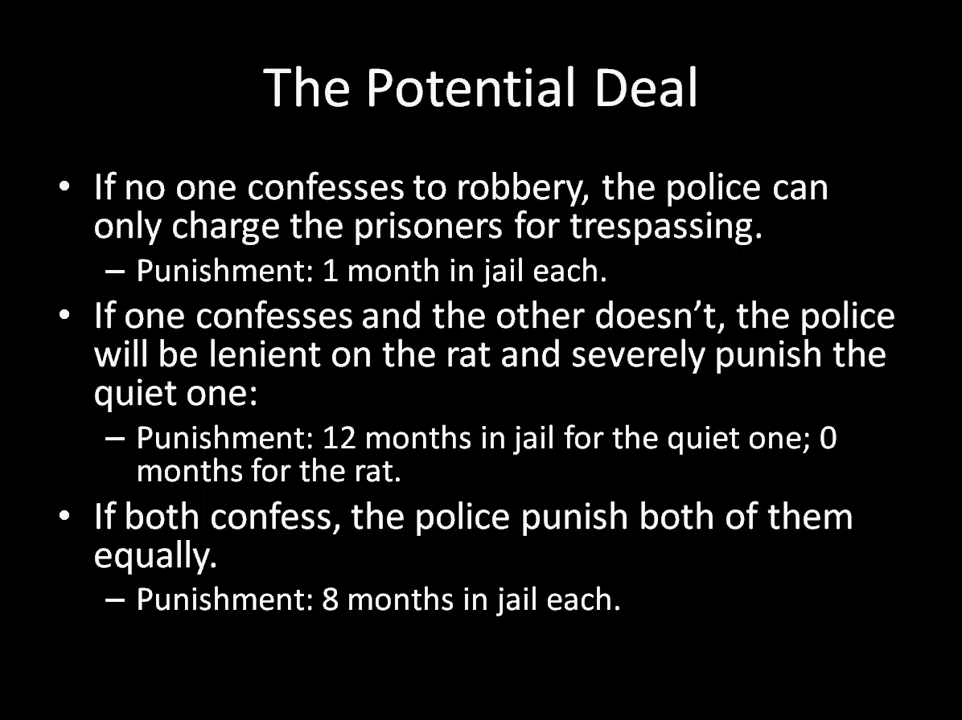 The Potential Deal
• If no one confesses to robbery, the police can
only charge the prisoners for trespassing.
– Punishment: 1 month in jail each.
• If one confesses and the other doesn’t, the police
will be lenient on the rat and severely punish the
quiet one:
– Punishment: 12 months in jail for the quiet one; 0
months for the rat.
• If both confess, the police punish both of them
equally.
– Punishment: 8 months in jail each.